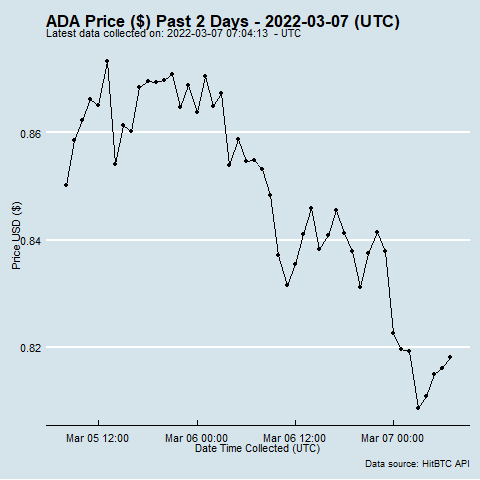 ADA Price ($) Past 2 Days - 2022-03-07 (UTC)
Latest data collected on: 2022-03-07 07:04:13 - UTC
0.86
0.84
0.82
Price USD ($)
Mar 05 12:00 Mar 06 00:00 Mar 06 12:00 Mar 07 00:00
Date Time Collected (UTC)
Data source: HitBTC API